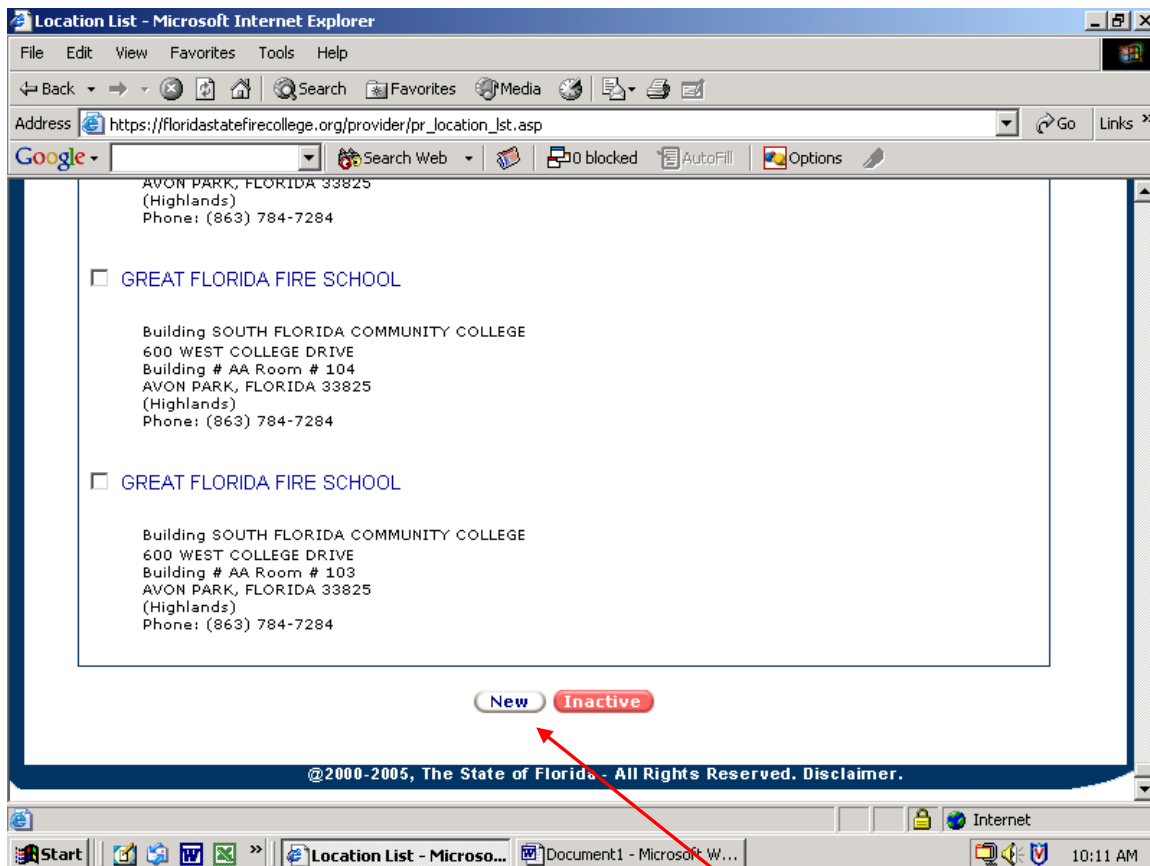 Location List - Microsoft Internet Explorer
File Edit View Favorites Tools Help
Back Search Favorites Media
Address https://floridastatefirecollege.org/provider/pr_location_lst.asp Go Links »
Google Search Web 0 blocked AutoFill Options
AVON PARK, FLORIDA 33825
(Highlands)
Phone: (863) 784-7284
GREAT FLORIDA FIRE SCHOOL
Building SOUTH FLORIDA COMMUNITY COLLEGE
600 WEST COLLEGE DRIVE
Building # AA Room # 104
AVON PARK, FLORIDA 33825
(Highlands)
Phone: (863) 784-7284
GREAT FLORIDA FIRE SCHOOL
Building SOUTH FLORIDA COMMUNITY COLLEGE
600 WEST COLLEGE DRIVE
Building # AA Room # 103
AVON PARK, FLORIDA 33825
(Highlands)
Phone: (863) 784-7284
New Inactive
@2000-2005, The State of Florida - All Rights Reserved. Disclaimer.
Internet
Start » Location List - Microso... Document1 - Microsoft W... 10:11 AM